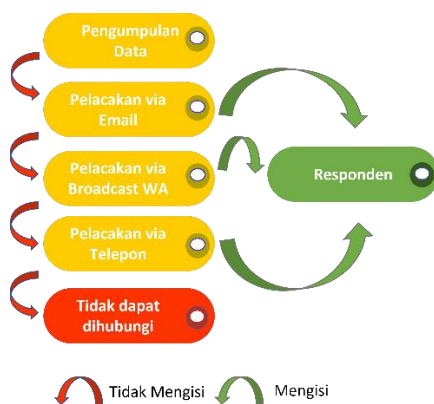 Pengumpulan
Data
Pelacakan via
Email
Pelacakan via
Broadcast WA
Responden
Pelacakan via
Telepon
Tidak dapat
dihubungi
Tidak Mengisi
Mengisi